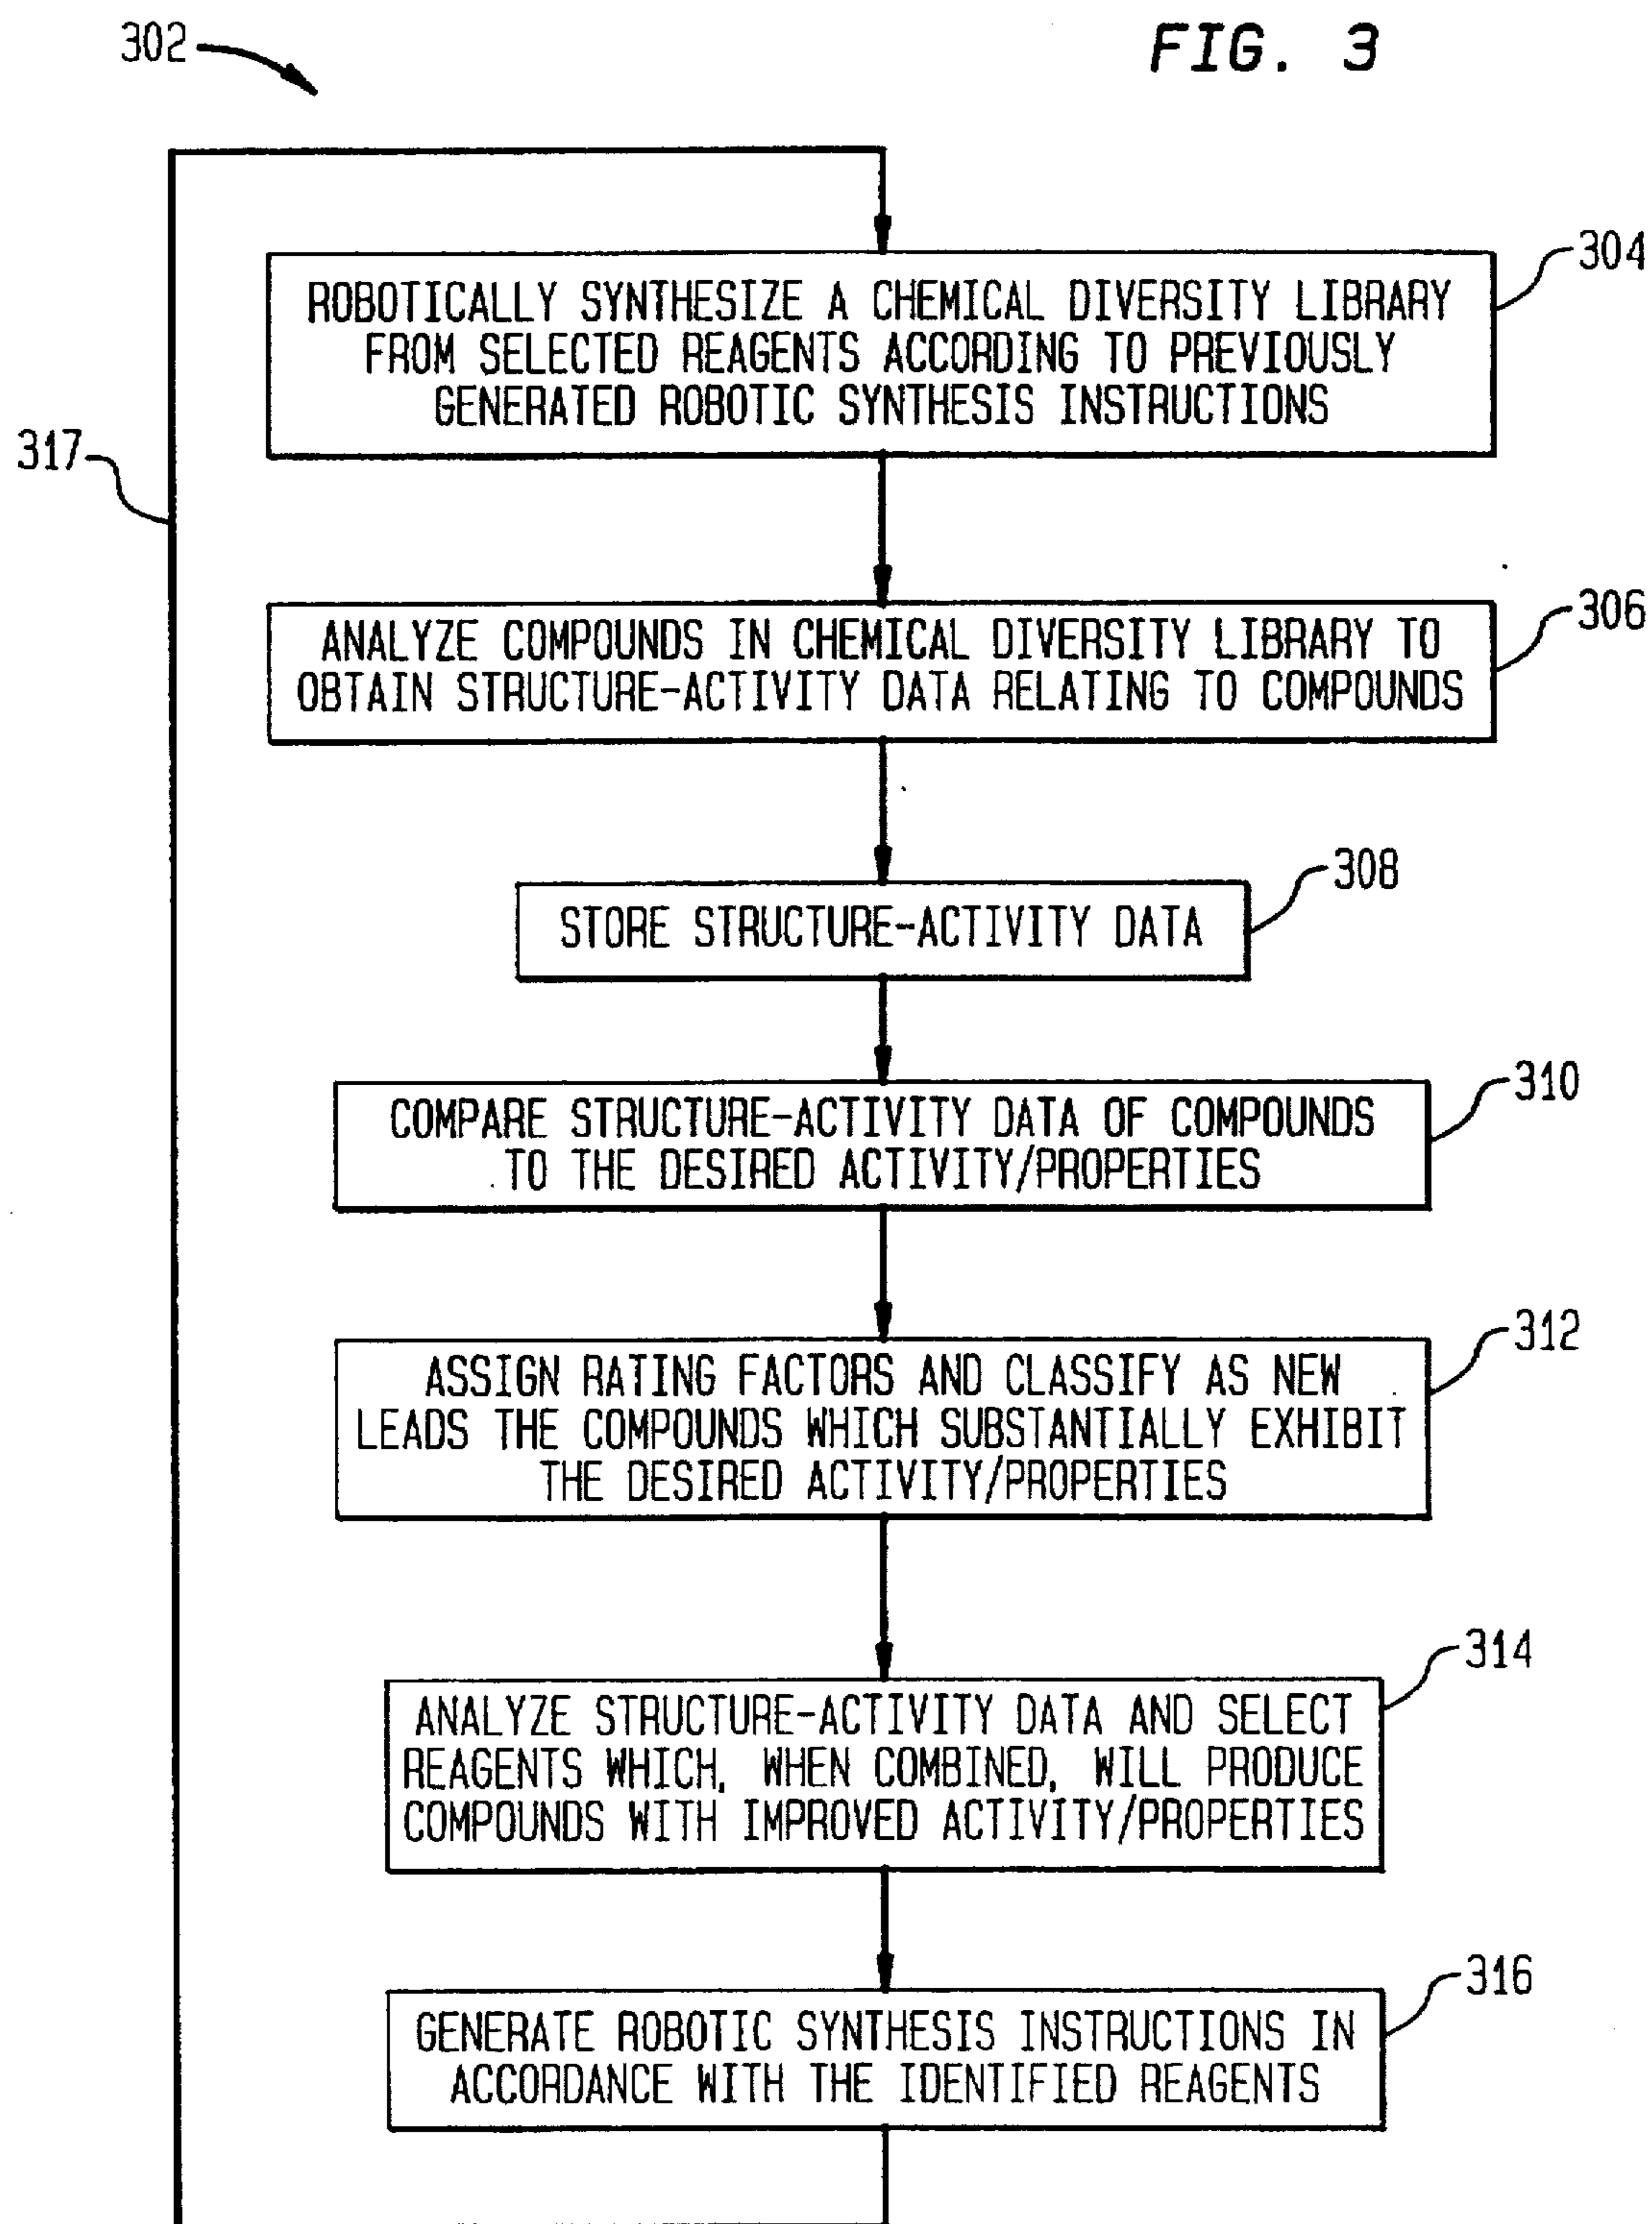 302
FIG. 3
304
ROBOTICALLY SYNTHESIZE A CHEMICAL DIVERSITY LIBRARY
FROM SELECTED REAGENTS ACCORDING TO PREVIOUSLY
GENERATED ROBOTIC SYNTHESIS INSTRUCTIONS
317
306
ANALYZE COMPOUNDS IN CHEMICAL DIVERSITY LIBRARY TO
OBTAIN STRUCTURE-ACTIVITY DATA RELATING TO COMPOUNDS
308
STORE STRUCTURE-ACTIVITY DATA
310
COMPARE STRUCTURE-ACTIVITY DATA OF COMPOUNDS
TO THE DESIRED ACTIVITY/PROPERTIES
312
ASSIGN RATING FACTORS AND CLASSIFY AS NEW
LEADS THE COMPOUNDS WHICH SUBSTANTIALLY EXHIBIT
THE DESIRED ACTIVITY/PROPERTIES
314
ANALYZE STRUCTURE-ACTIVITY DATA AND SELECT
REAGENTS WHICH, WHEN COMBINED, WILL PRODUCE
COMPOUNDS WITH IMPROVED ACTIVITY/PROPERTIES
316
GENERATE ROBOTIC SYNTHESIS INSTRUCTIONS IN
ACCORDANCE WITH THE IDENTIFIED REAGENTS